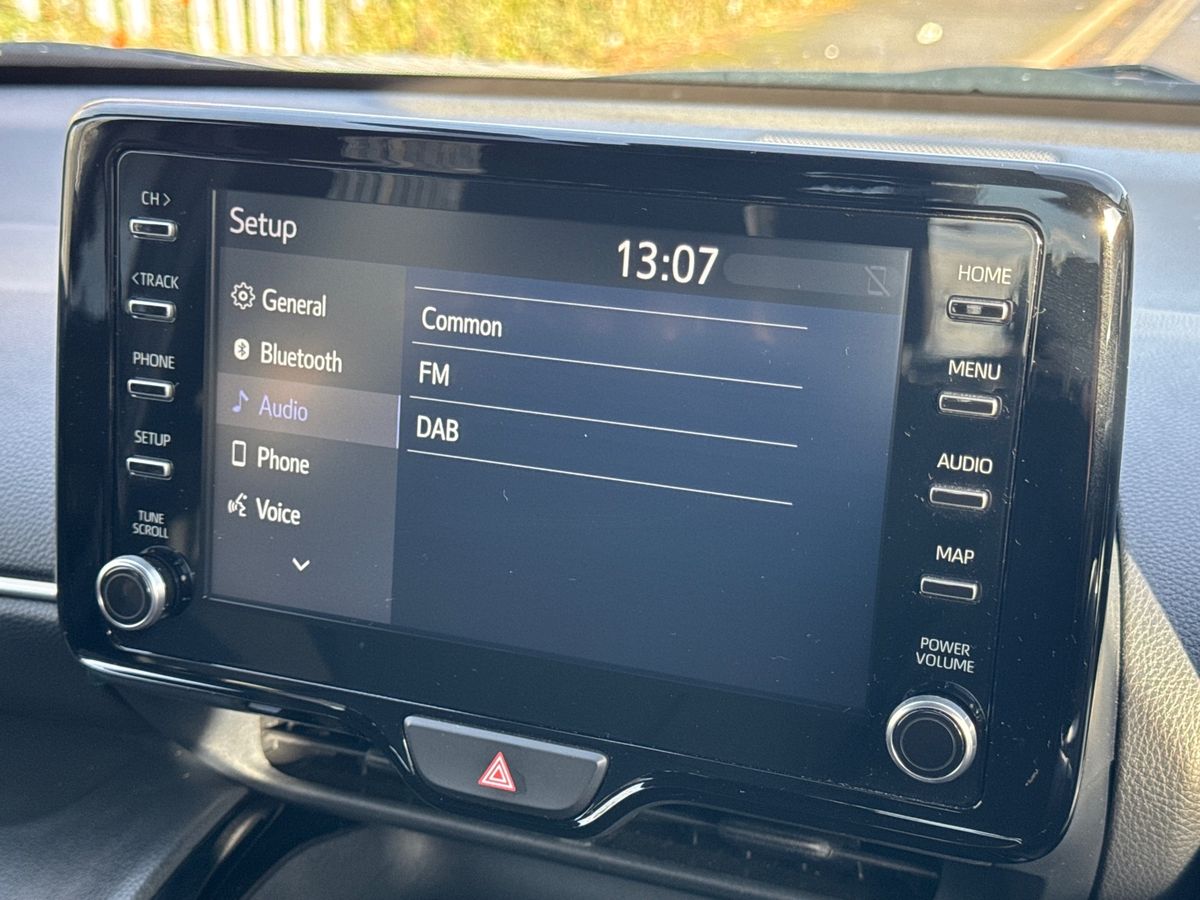 CH >
< TRACK
PHONE
SETUP
TUNE
SCROLL
Setup
13:07
General
Bluetooth
Audio
Phone
Voice
Common
FM
DAB
HOME
MENU
AUDIO
MAP
POWER
VOLUME